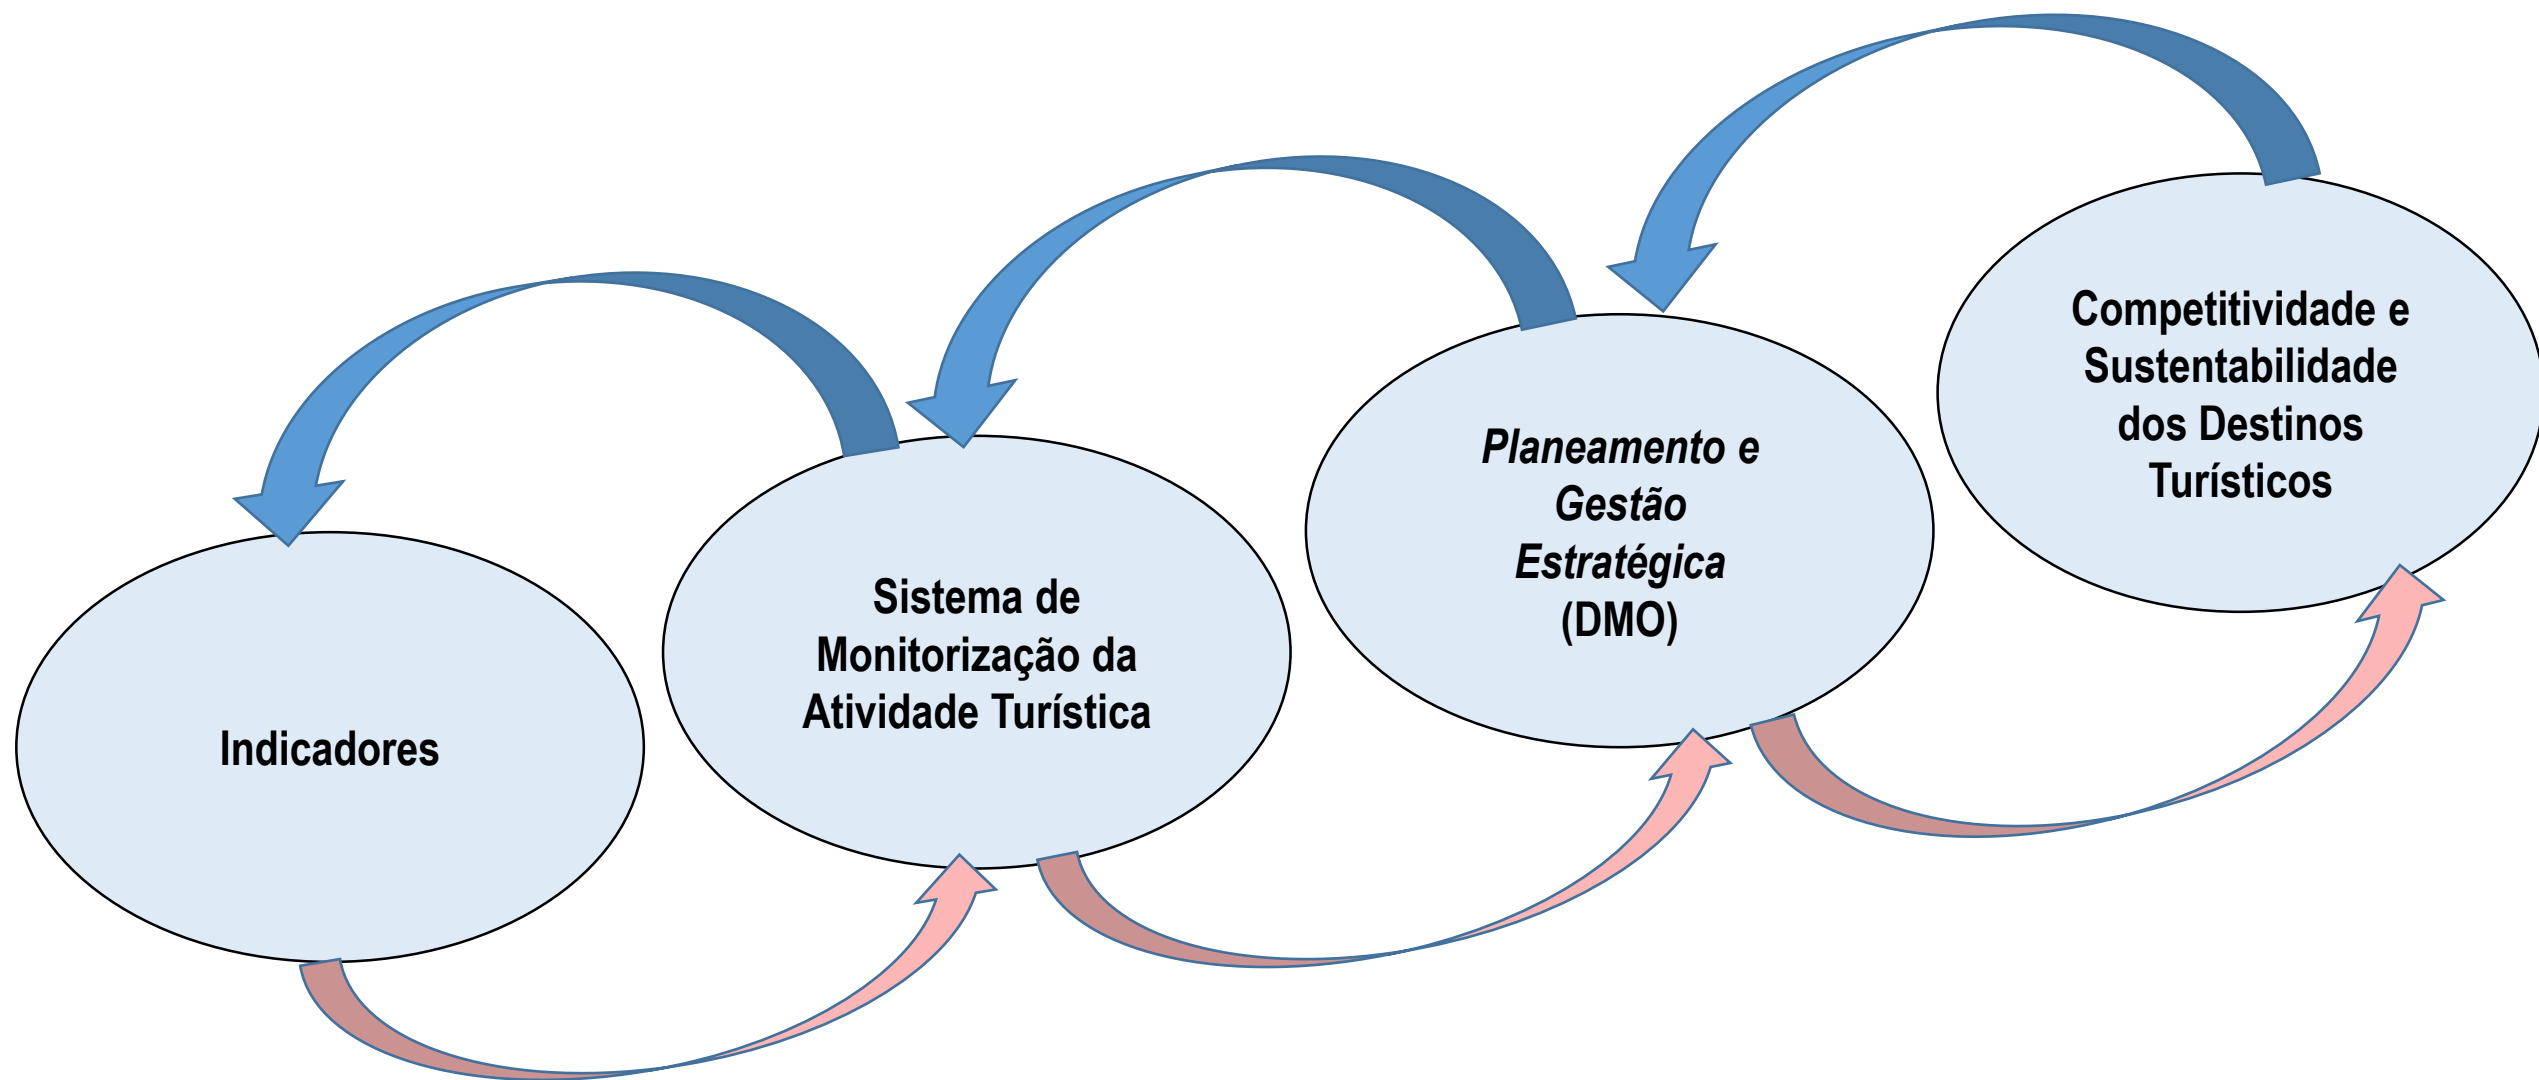 Indicadores
Sistema de
Monitorização da
Atividade Turística
Planeamento e
Gestão
Estratégica
(DMO)
Competitividade e
Sustentabilidade
dos Destinos
Turísticos